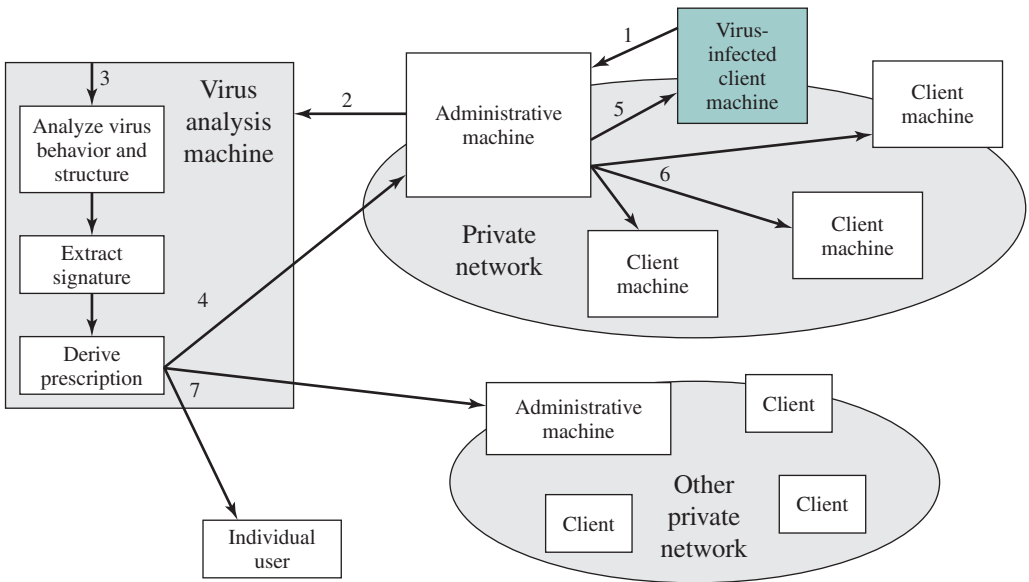 3
Analyze virus
behavior and
structure
Extract
signature
Derive
prescription
Virus
analysis
machine
2
4
7
Individual
user
Administrative
machine
1
Virus-
infected
client
machine
5
6
Client
machine
Client
machine
Client
machine
Private
network
Administrative
machine
Client
Client
Client
Other
private
network